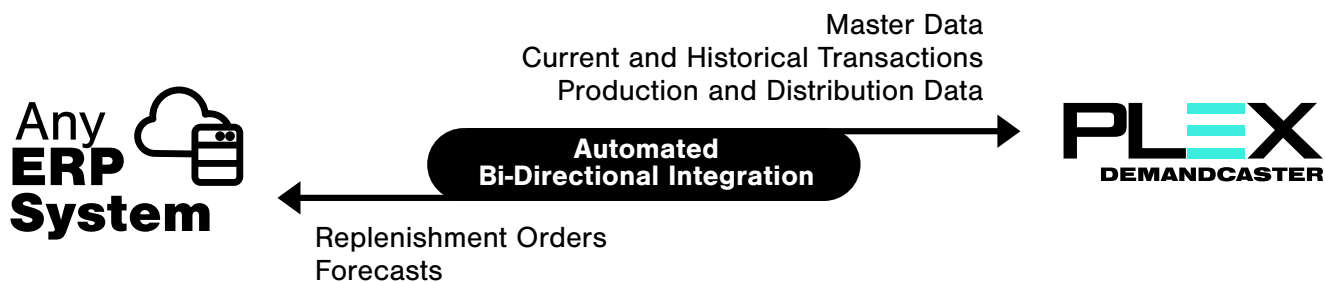 Master Data
Current and Historical Transactions
Production and Distribution Data
Any
ERP
System
Automated
Bi-Directional Integration
PLEX
DEMANDCASTER
Replenishment Orders
Forecasts